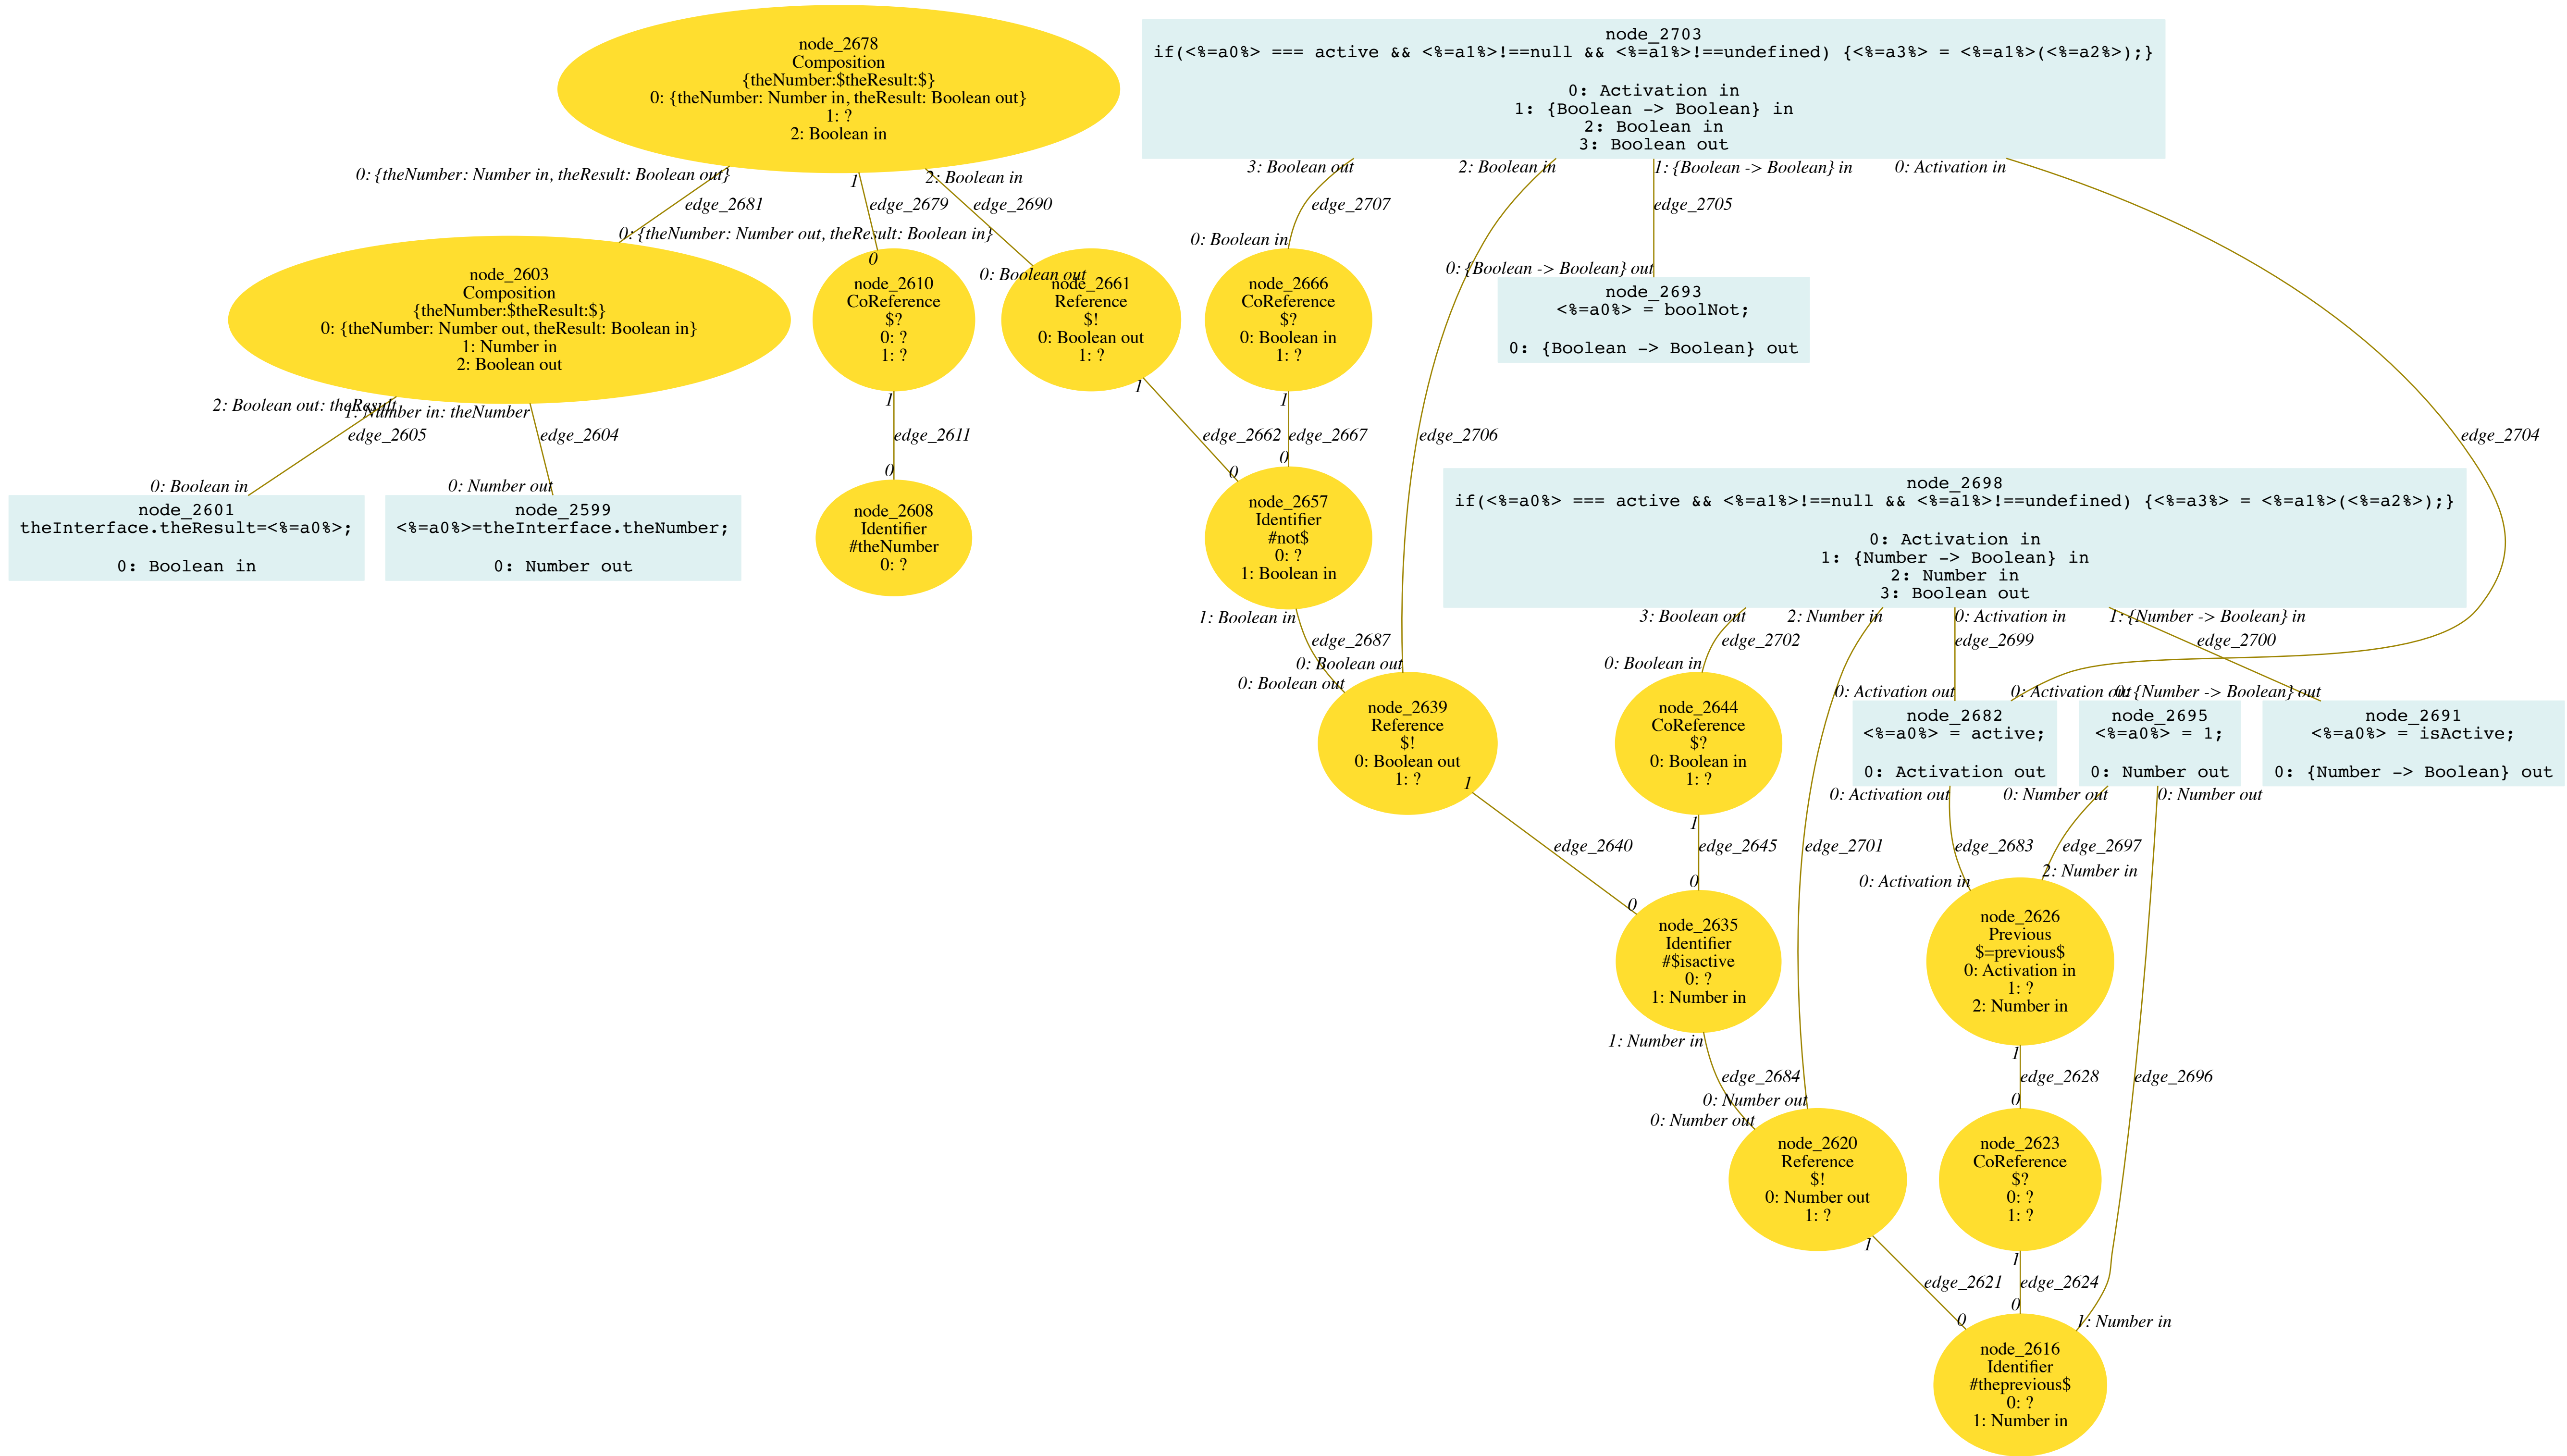 node_2678
Composition
{theNumber:$theResult:$}
0: {theNumber: Number in, theResult: Boolean out}
1: ?
2: Boolean in
node_2703
if(<%=a0%> === active && <%=a1%>!==null && <%=a1%>!==undefined) {<%=a3%> = <%=a1%>(<%=a2%>);}
0: Activation in
1: {Boolean -> Boolean} in
2: Boolean in
3: Boolean out
0: {theNumber: Number in, theResult: Boolean out}
1
2: Boolean in
3: Boolean out
2: Boolean in
1: {Boolean -> Boolean} in
0: Activation in
edge_2681
edge_2679
edge_2690
edge_2707
edge_2705
0: {theNumber: Number out, theResult: Boolean in}
0
0: Boolean out
0: Boolean in
0: {Boolean -> Boolean} out
node_2603
Composition
{theNumber:$theResult:$}
0: {theNumber: Number out, theResult: Boolean in}
1: Number in
2: Boolean out
node_2610
CoReference
$?
0: ?
1: ?
node_2661
Reference
$!
0: Boolean out
1: ?
node_2666
CoReference
$?
0: Boolean in
1: ?
node_2693
<%=a0%> = boolNot;
0: {Boolean -> Boolean} out
2: Boolean out: theResult
1: Number in: theNumber
1
1
1
edge_2605
edge_2604
edge_2611
edge_2662
edge_2667
edge_2706
edge_2704
0: Boolean in
0: Number out
0
0
0
node_2601
theInterface.theResult=<%=a0%>;
0: Boolean in
node_2599
<%=a0%>=theInterface.theNumber;
0: Number out
node_2608
Identifier
#theNumber
0: ?
node_2657
Identifier
#not$
0: ?
1: Boolean in
node_2698
if(<%=a0%> === active && <%=a1%>!==null && <%=a1%>!==undefined) {<%=a3%> = <%=a1%>(<%=a2%>);}
0: Activation in
1: {Number -> Boolean} in
2: Number in
3: Boolean out
1: Boolean in
3: Boolean out
2: Number in
0: Activation in
1: {Number -> Boolean} in
edge_2687
edge_2702
edge_2699
edge_2700
0: Boolean out
0: Boolean out
0: Boolean in
0: Activation out
0: Activation out
0: {Number -> Boolean} out
node_2639
Reference
$!
0: Boolean out
1: ?
node_2644
CoReference
$?
0: Boolean in
1: ?
node_2682
<%=a0%> = active;
0: Activation out
node_2695
<%=a0%> = 1;
0: Number out
node_2691
<%=a0%> = isActive;
0: {Number -> Boolean} out
1
1
0: Activation out
0: Number out
0: Number out
edge_2640
edge_2645
edge_2701
edge_2683
edge_2697
0
0
0: Activation in
2: Number in
node_2635
Identifier
#$isactive
0: ?
1: Number in
node_2626
Previous
$=previous$
0: Activation in
1: ?
2: Number in
1: Number in
1
edge_2684
edge_2628
edge_2696
0: Number out
0: Number out
0
node_2620
Reference
$!
0: Number out
1: ?
node_2623
CoReference
$?
0: ?
1: ?
1
1
edge_2621
edge_2624
0
0
1: Number in
node_2616
Identifier
#theprevious$
0: ?
1: Number in